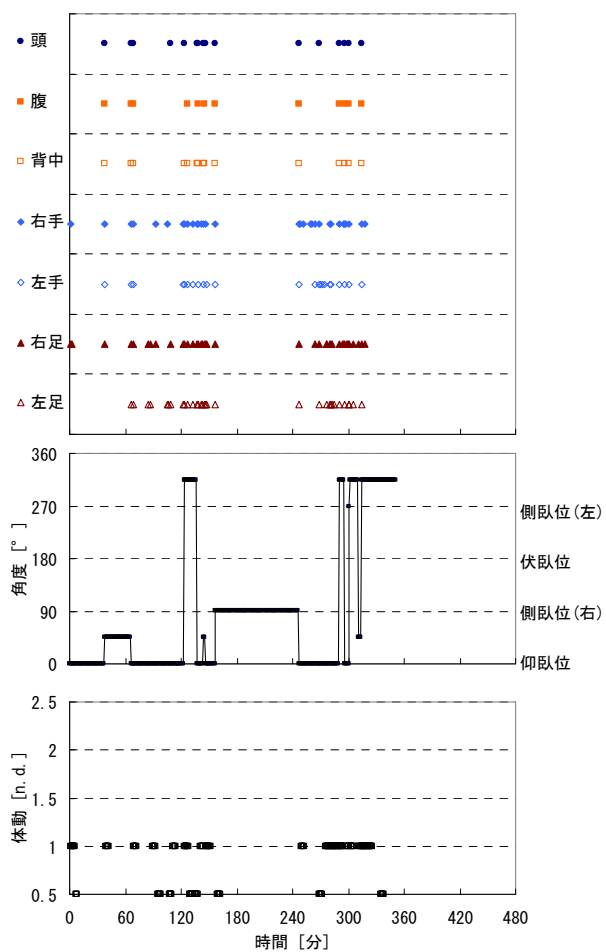 頭
腹
背中
右手
左手
右足
左足
360
270
180
90
0
角度 [°]
側臥位(左)
伏臥位
側臥位(右)
仰臥位
2.5
2
1.5
1
0.5
体動 [n.d.]
0 60 120 180 240 300 360 420 480
時間 [分]